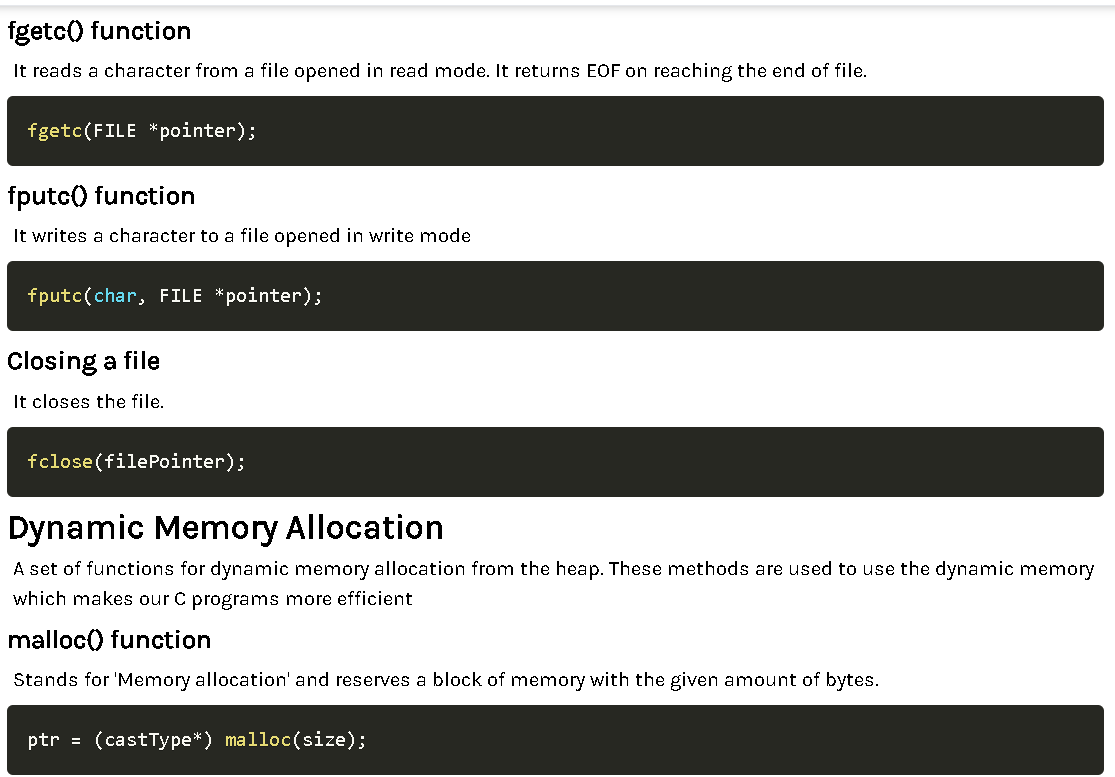 fgetc() function
It reads a character from a file opened in read mode. It returns EOF on reaching the end of file.
fgetc(FILE *pointer);
fputc() function
It writes a character to a file opened in write mode
fputc(char, FILE *pointer);
Closing a file
It closes the file.
fclose(filePointer);
Dynamic Memory Allocation
A set of functions for dynamic memory allocation from the heap. These methods are used to use the dynamic memory
which makes our C programs more efficient
malloc() function
Stands for 'Memory allocation' and reserves a block of memory with the given amount of bytes.
ptr = (castType*) malloc(size);